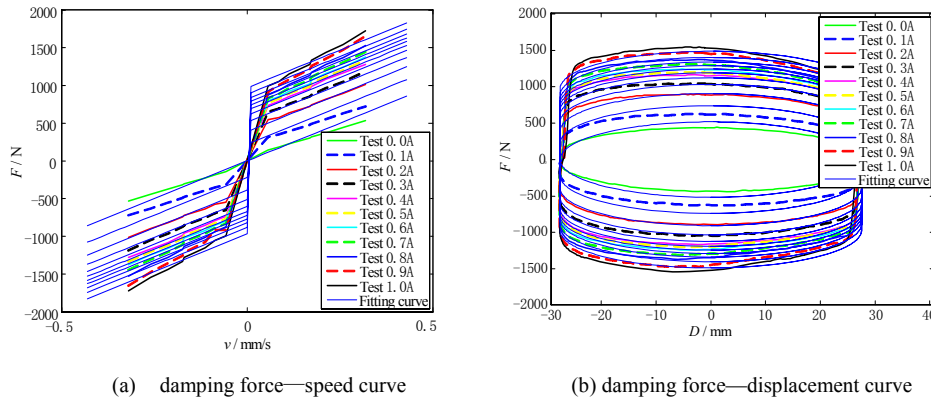 2000
1500
1000
500
0
−500
−1000
−1500
2000
−0.5
0
0.5
F / N
v / mm/s
Test 0.0A
Test 0.1A
Test 0.2A
Test 0.3A
Test 0.4A
Test 0.5A
Test 0.6A
Test 0.7A
Test 0.8A
Test 0.9A
Test 1.0A
Fitting curve
(a) damping force—speed curve
2000
1500
1000
500
0
−500
−1000
−1500
2000
−30
−20
−10
0
10
20
30
40
F / N
D / mm
Test 0.0A
Test 0.1A
Test 0.2A
Test 0.3A
Test 0.4A
Test 0.5A
Test 0.6A
Test 0.7A
Test 0.8A
Test 0.9A
Test 1.0A
Fitting curve
(b) damping force—displacement curve